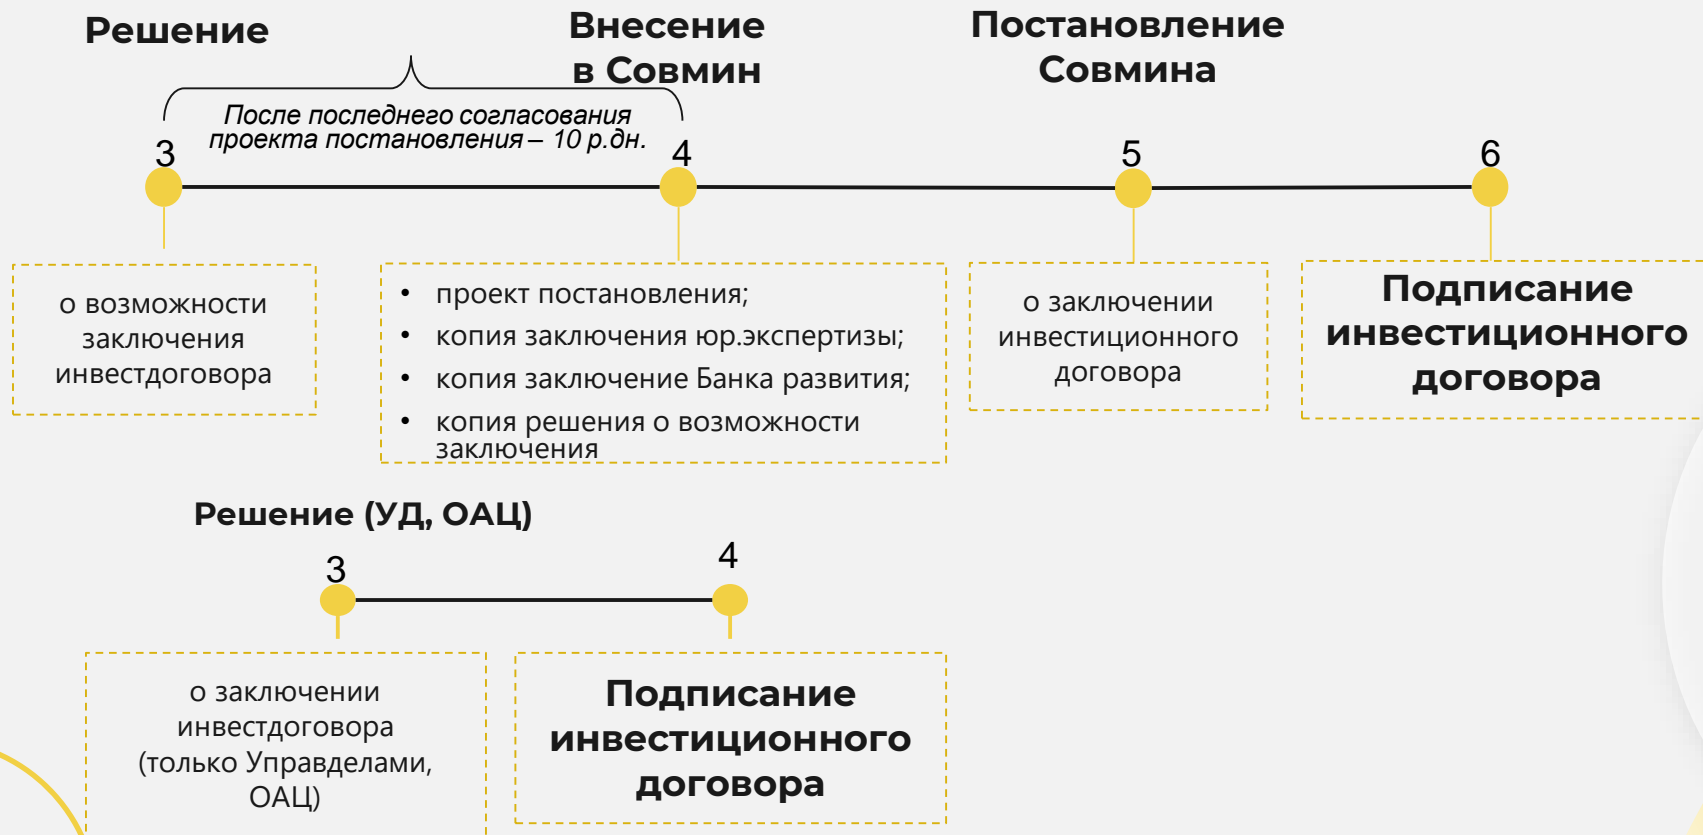 Решение
Внесение
в Совмин
Постановление
Совмина
После последнего согласования
проекта постановления – 10 р.дн.
3
4
5
6
о возможности
заключения
инвестдоговора
• проект постановления;
• копия заключения юр.экспертизы;
• копия заключение Банка развития;
• копия решения о возможности
заключения
о заключении
инвестиционного
договора
Подписание
инвестиционного
договора
Решение (УД, ОАЦ)
3
4
о заключении
инвестдоговора
(только Управделами,
ОАЦ)
Подписание
инвестиционного
договора